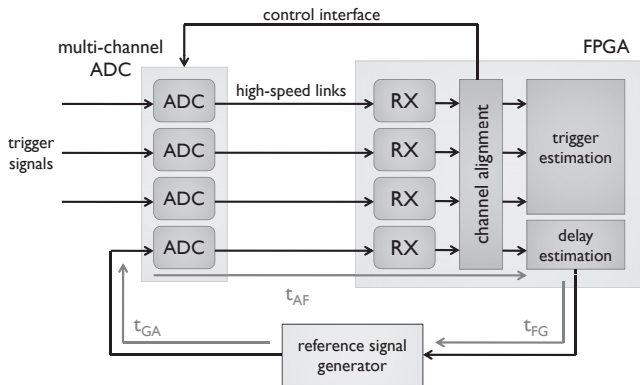 control interface
multi-channel
ADC
FPGA
ADC
high-speed links
RX
trigger
signals
ADC
RX
ADC
RX
ADC
RX
channel alignment
trigger
estimation
delay
estimation
tAF
tGA
tFG
reference signal
generator